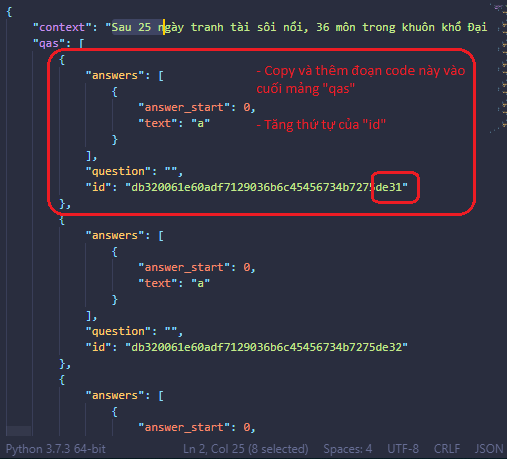 {
"context": "Sau 25 ngày tranh tài sôi nổi, 36 môn trong khuôn khổ Đại
"qas": [
{
"answers": [
{
"answer_start": 0,
"text": "a"
}
],
"question": "",
"id": "db320061e60adf7129036b6c45456734b7275de31"
},
- Copy và thêm đoạn code này vào
cuối mảng "qas"
- Tăng thứ tự của "id"
{
"answers": [
{
"answer_start": 0,
"text": "a"
}
],
"question": "",
"id": "db320061e60adf7129036b6c45456734b7275de32"
},
{
"answers": [
{
"answer_start": 0,
Python 3.7.3 64-bit
Ln 2, Col 25 (8 selected)
Spaces: 4
UTF-8
CRLF
JSON